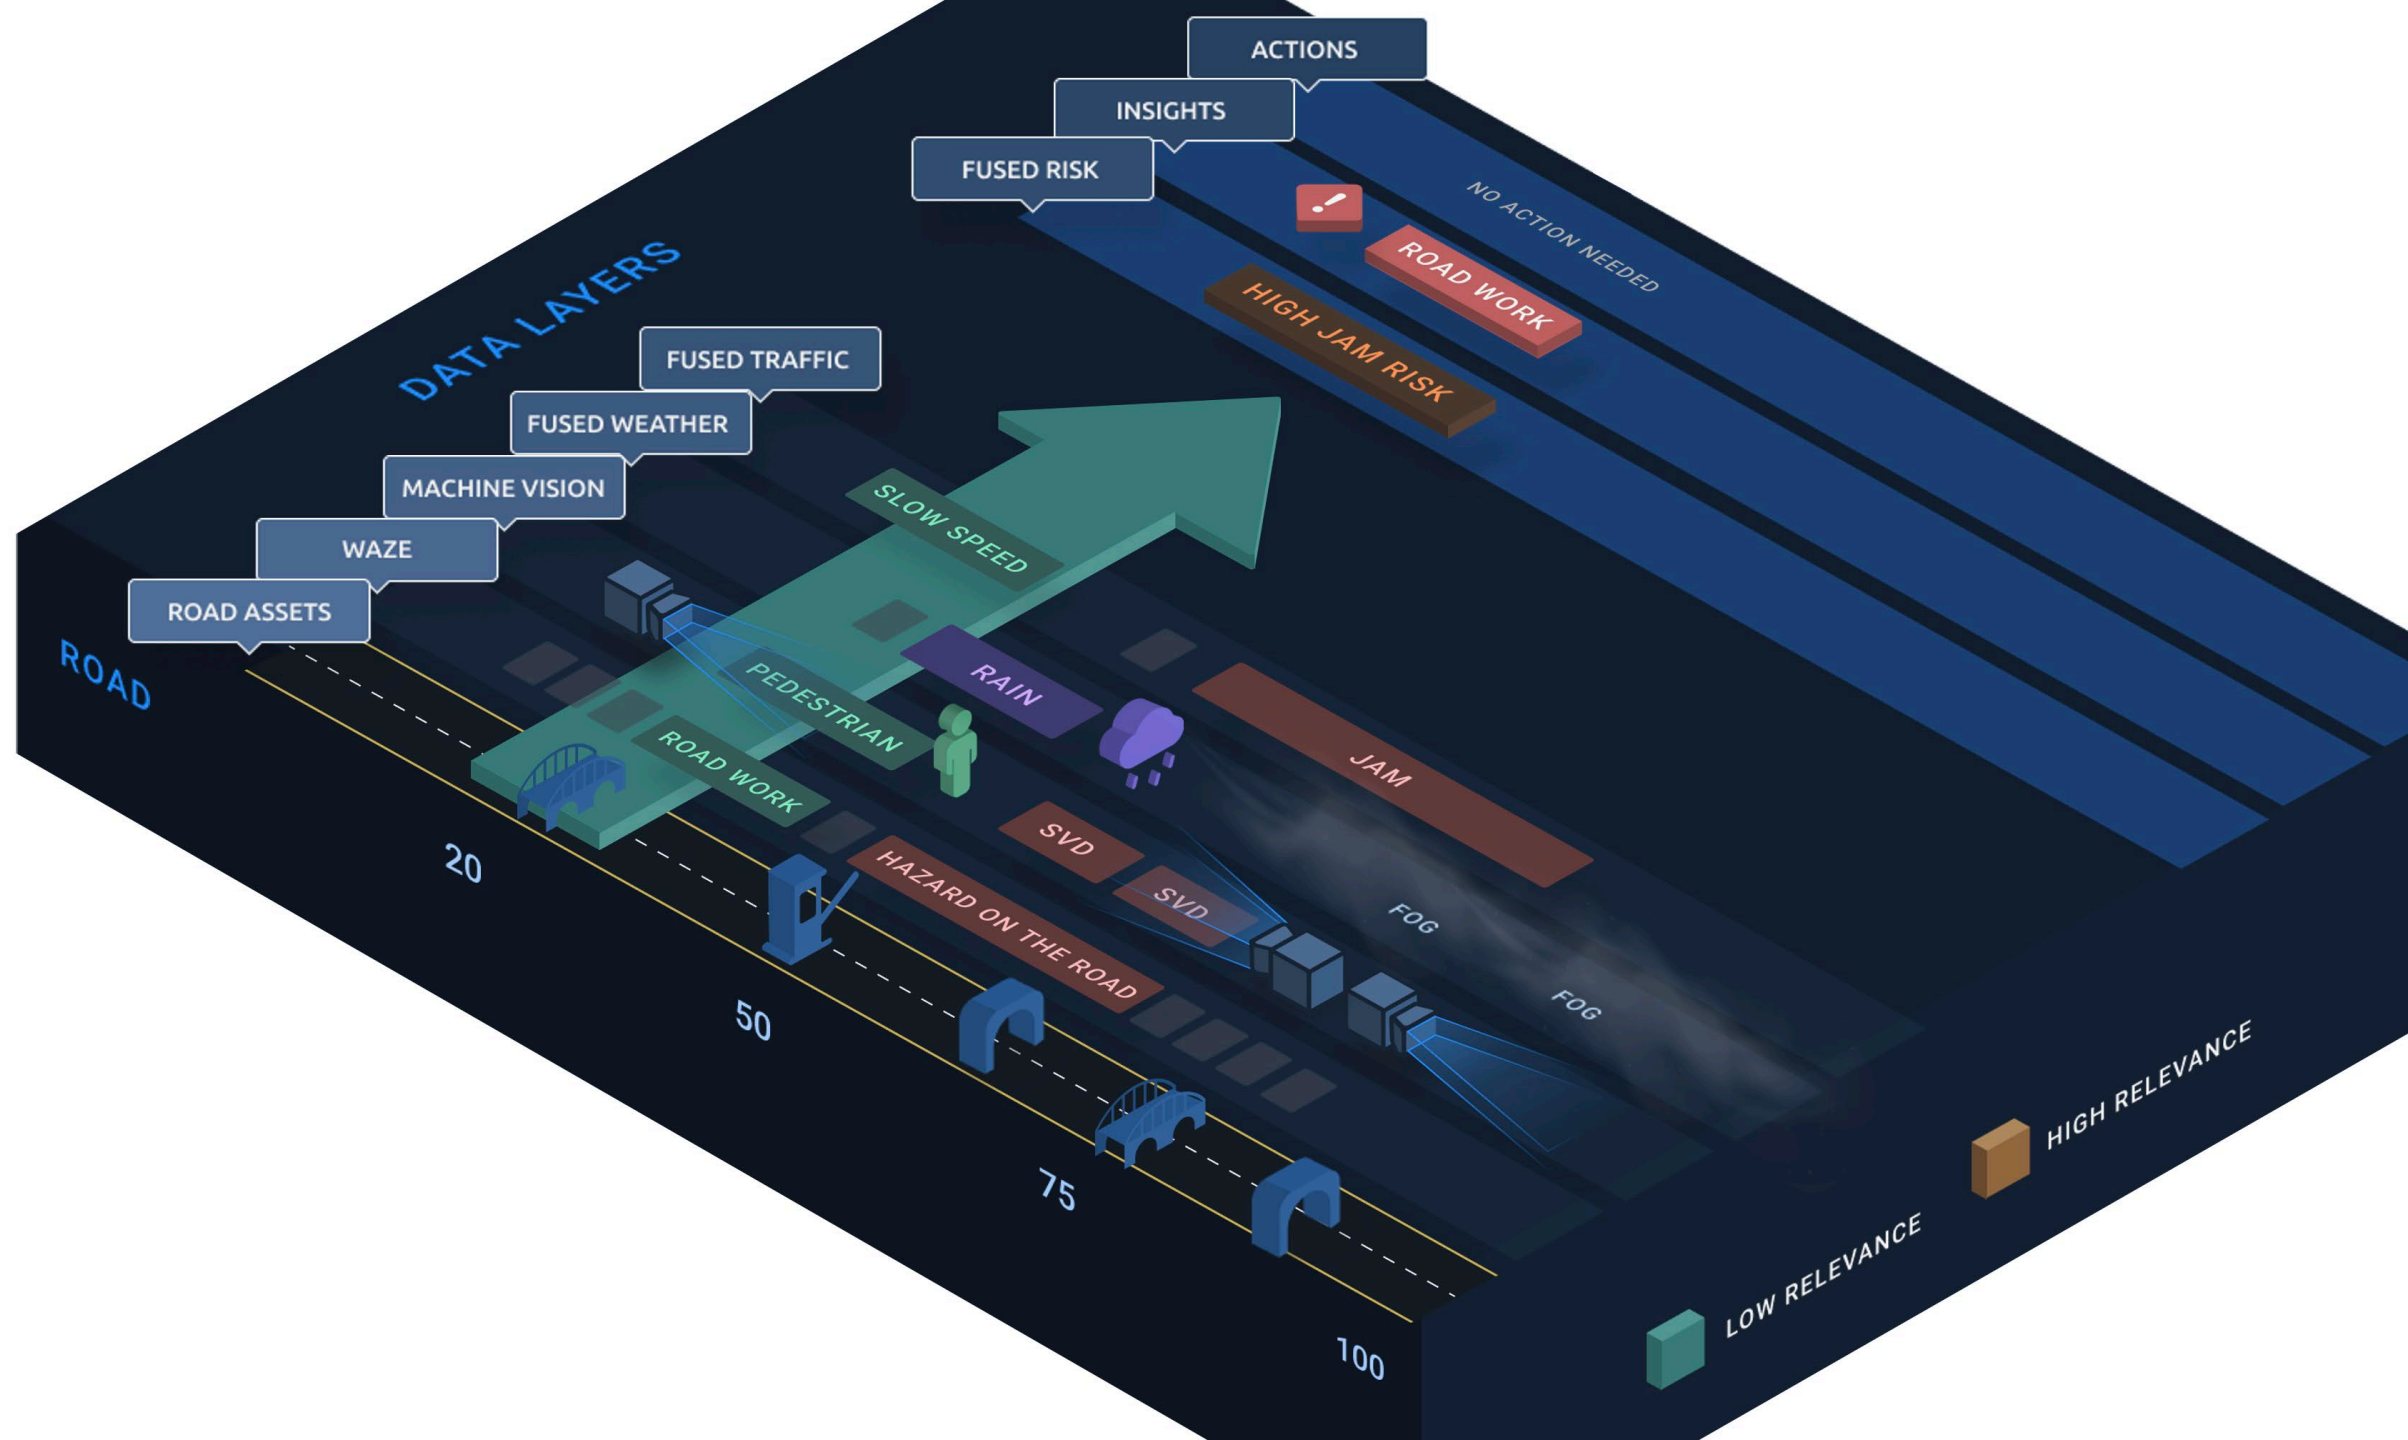 ACTIONS
INSIGHTS
FUSED RISK
NO ACTION NEEDED
!
ROAD WORK
HIGH JAM RISK
DATA LAYERS
FUSED TRAFFIC
FUSED WEATHER
MACHINE VISION
WAZE
ROAD ASSETS
ROAD
SLOW SPEED
RAIN
PEDESTRIAN
ROAD WORK
JAM
SVD
SVD
HAZARD ON THE ROAD
FOG
FOG
20
50
75
100
HIGH RELEVANCE
LOW RELEVANCE